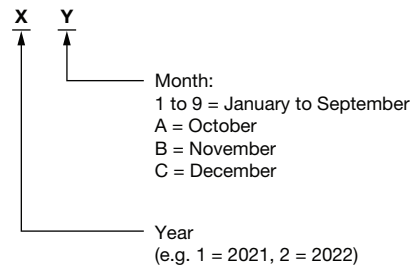 X Y
Month:
1 to 9 = January to September
A = October
B = November
C = December
Year
(e.g. 1 = 2021, 2 = 2022)